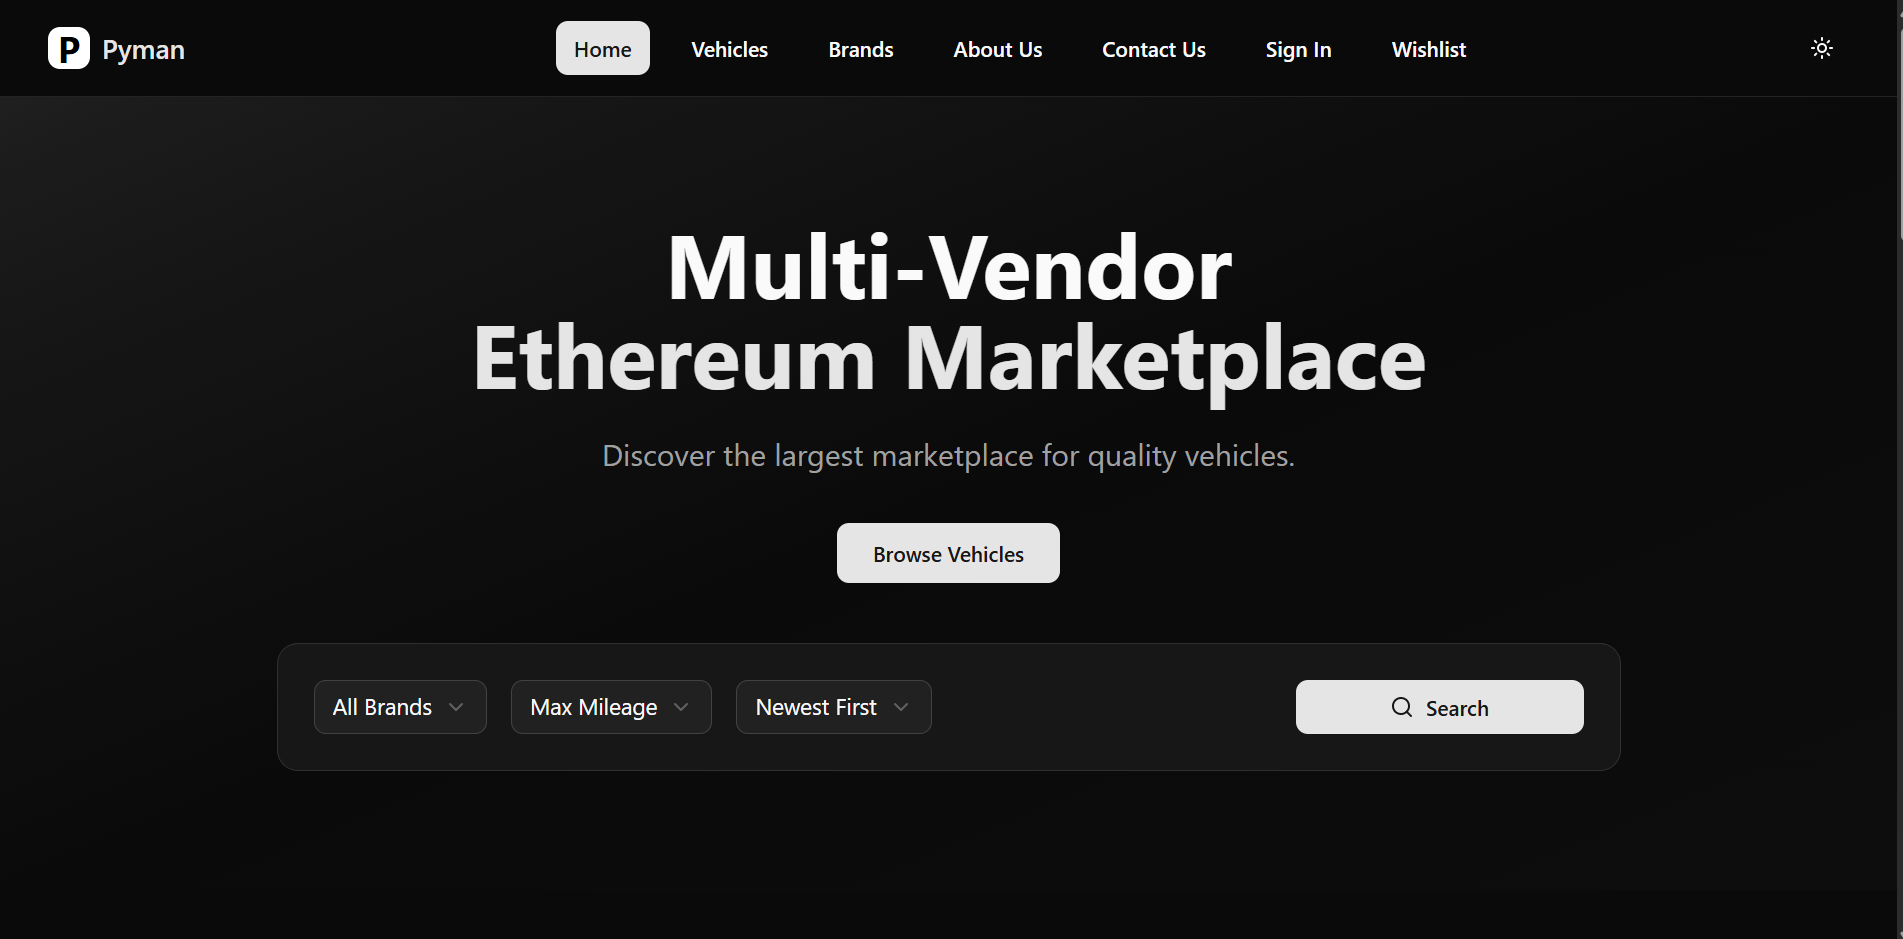 P Pyman
Home Vehicles Brands About Us Contact Us Sign In Wishlist
Multi-Vendor
Ethereum Marketplace
Discover the largest marketplace for quality vehicles.
Browse Vehicles
All Brands Max Mileage Newest First Search